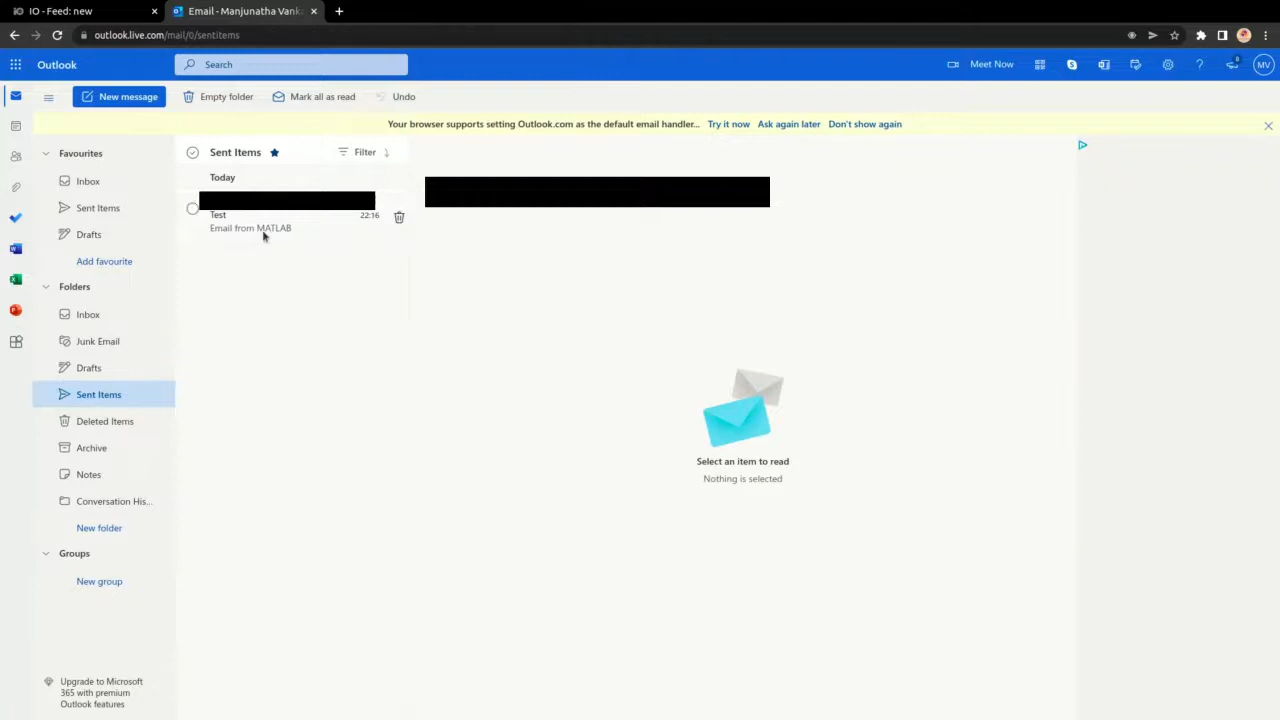 IO - Feed: new
Email - Manjunatha Vank
outlook.live.com/mail/0/sentitems
Outlook
Search
Meet Now
MV
New message
Empty folder
Mark all as read
Undo
Your browser supports setting Outlook.com as the default email handler... Try it now Ask again later Don't show again
Favourites
Inbox
Sent Items
Drafts
Add favourite
Folders
Inbox
Junk Email
Drafts
Sent Items
Deleted Items
Archive
Notes
Conversation His...
New folder
Groups
New group
Upgrade to Microsoft
365 with premium
Outlook features
Sent Items
Filter
Today
Test
22:16
Email from MATLAB
Select an item to read
Nothing is selected